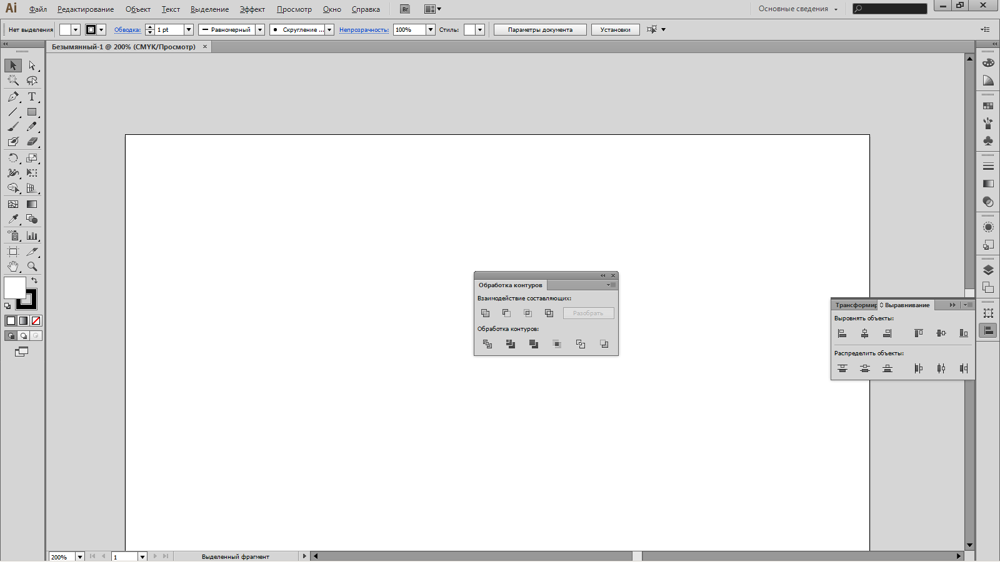 Ai Файл Редактирование Объект Текст Выделение Эффект Просмотр Окно Справка Br Основные сведения
Нет выделения Обводка: 1 pt Равномерный Скругление ... Непрозрачность: 100% Стиль: Параметры документа Установки
Безымянный-1 @ 200% (CMYK/Просмотр)
T
Обработка контуров
Взаимодействие составляющих:
Разобрать
Обработка контуров:
Трансформир Выравнивание
Выровнять объекты:
Распределить объекты:
200% 1 Выделенный фрагмент